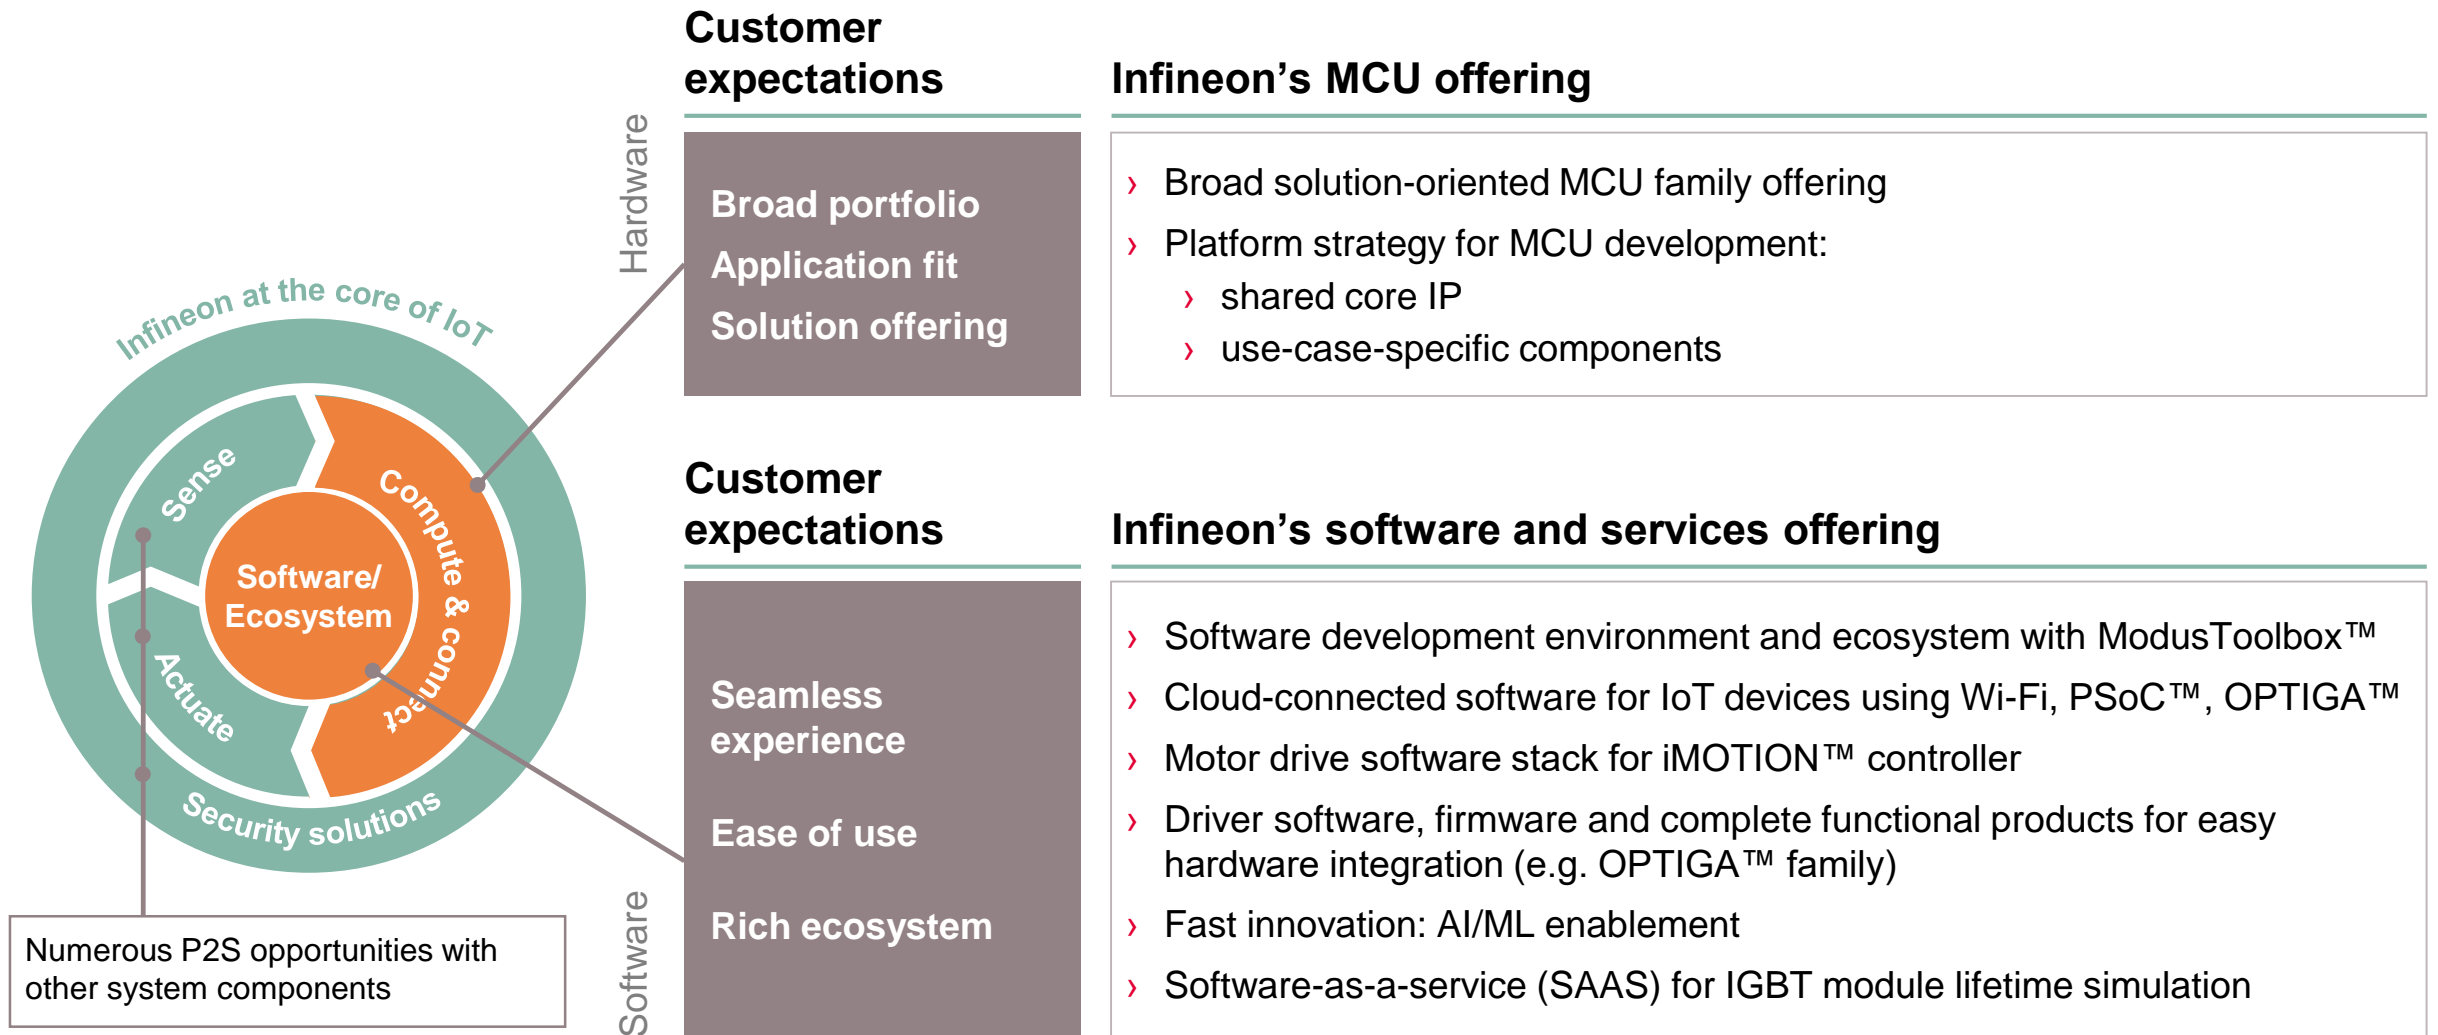 Customer
expectations
Infineon's MCU offering
Hardware
Broad portfolio
Application fit
Solution offering
› Broad solution-oriented MCU family offering
› Platform strategy for MCU development:
› shared core IP
› use-case-specific components
Infineon at the core of IoT
Sense
Compute & connect
Software/
Ecosystem
Actuate
Security solutions
Numerous P2S opportunities with
other system components
Customer
expectations
Infineon's software and services offering
Software
Seamless
experience
Ease of use
Rich ecosystem
› Software development environment and ecosystem with ModusToolbox™
› Cloud-connected software for IoT devices using Wi-Fi, PSoC™, OPTIGA™
› Motor drive software stack for iMOTION™ controller
› Driver software, firmware and complete functional products for easy
hardware integration (e.g. OPTIGA™ family)
› Fast innovation: AI/ML enablement
› Software-as-a-service (SAAS) for IGBT module lifetime simulation